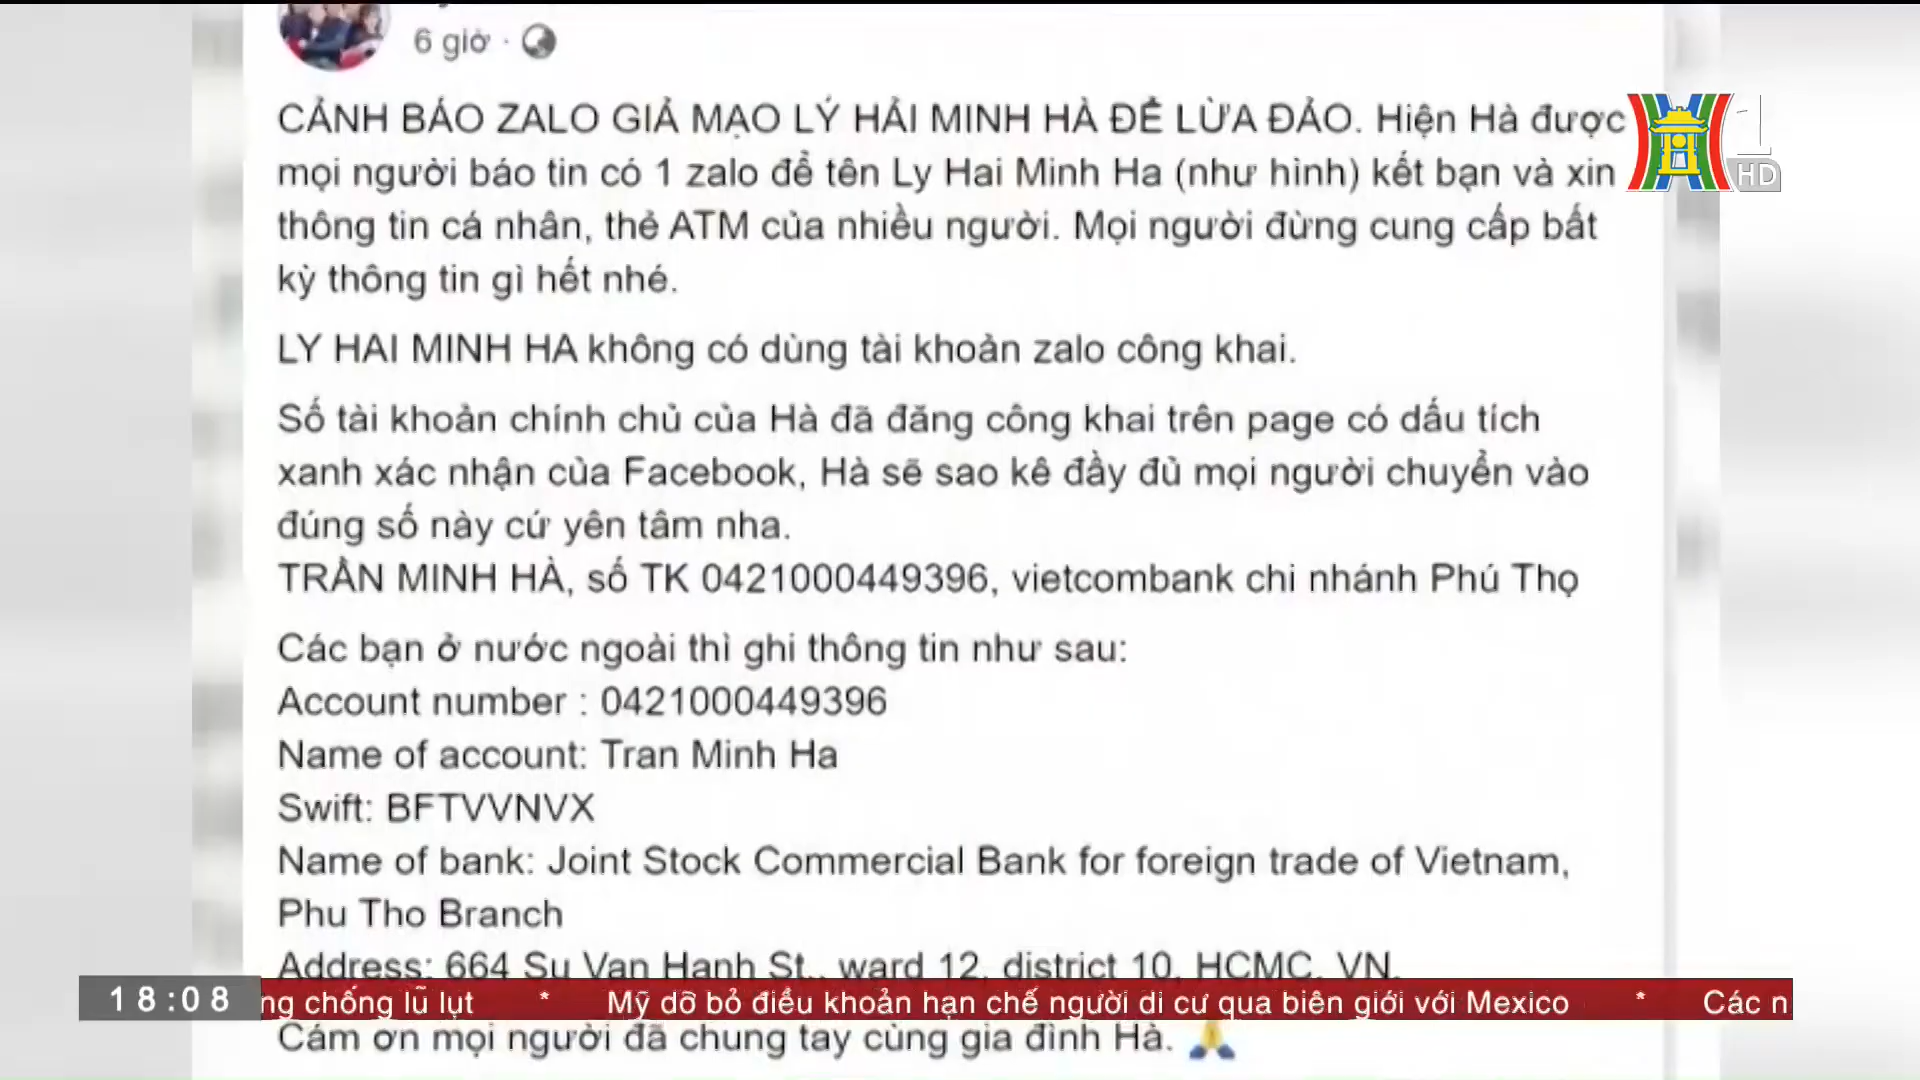 6 giờ ·
CẢNH BÁO ZALO GIẢ MẠO LÝ HẢI MINH HÀ ĐỂ LỪA ĐẢO. Hiện Hà được
mọi người báo tin có 1 zalo để tên Ly Hai Minh Ha (như hình) kết bạn và xin
thông tin cá nhân, thẻ ATM của nhiều người. Mọi người đừng cung cấp bất
kỳ thông tin gì hết nhé.
LY HAI MINH HA không có dùng tài khoản zalo công khai.
Số tài khoản chính chủ của Hà đã đăng công khai trên page có dấu tích
xanh xác nhận của Facebook, Hà sẽ sao kê đầy đủ mọi người chuyển vào
đúng số này cứ yên tâm nha.
TRẦN MINH HÀ, số TK 0421000449396, vietcombank chi nhánh Phú Thọ
Các bạn ở nước ngoài thì ghi thông tin như sau:
Account number : 0421000449396
Name of account: Tran Minh Ha
Swift: BFTVVNVX
Name of bank: Joint Stock Commercial Bank for foreign trade of Vietnam,
Phu Tho Branch
Address: 664 Su Van Hanh St., ward 12, district 10, HCMC, VN.
Cám ơn mọi người đã chung tay cùng gia đình Hà. 🙏
H 1
HD
18:08 ng chống lũ lụt * Mỹ dỡ bỏ điều khoản hạn chế người di cư qua biên giới với Mexico * Các n